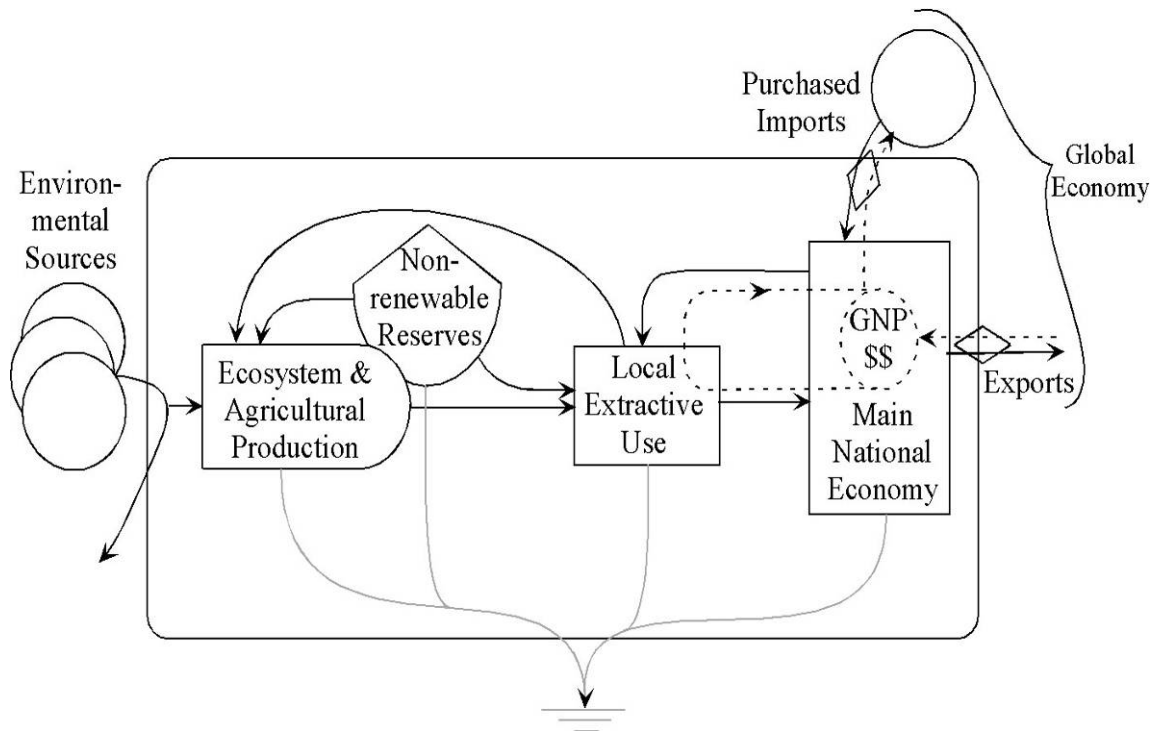 Purchased
Imports
Global
Economy
Environ-
mental
Sources
Non-
renewable
Reserves
GNP
$$
Ecosystem &
Agricultural
Production
Local
Extractive
Use
Exports
Main
National
Economy